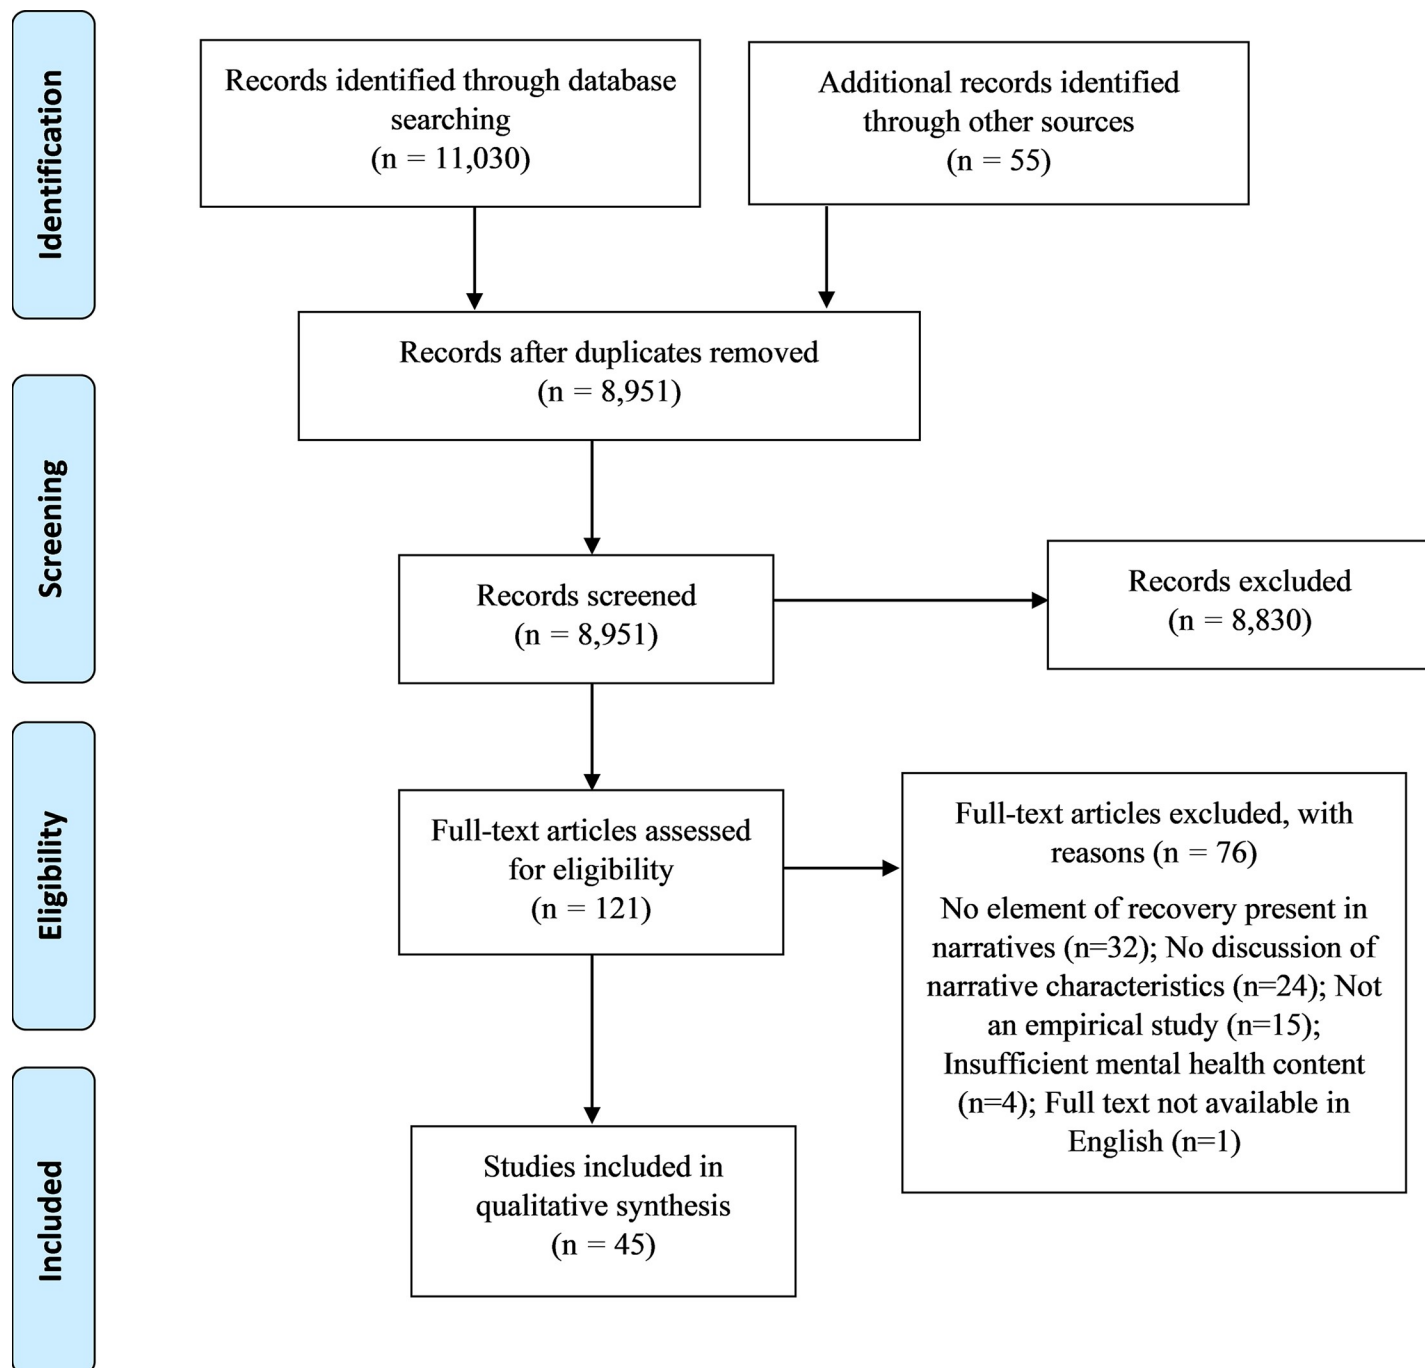 Identification
Records identified through database
searching
(n = 11,030)
Additional records identified
through other sources
(n = 55)
Records after duplicates removed
(n = 8,951)
Screening
Records screened
(n = 8,951)
Records excluded
(n = 8,830)
Eligibility
Full-text articles assessed
for eligibility
(n = 121)
Full-text articles excluded, with
reasons (n = 76)
No element of recovery present in
narratives (n=32); No discussion of
narrative characteristics (n=24); Not
an empirical study (n=15);
Insufficient mental health content
(n=4); Full text not available in
English (n=1)
Included
Studies included in
qualitative synthesis
(n = 45)